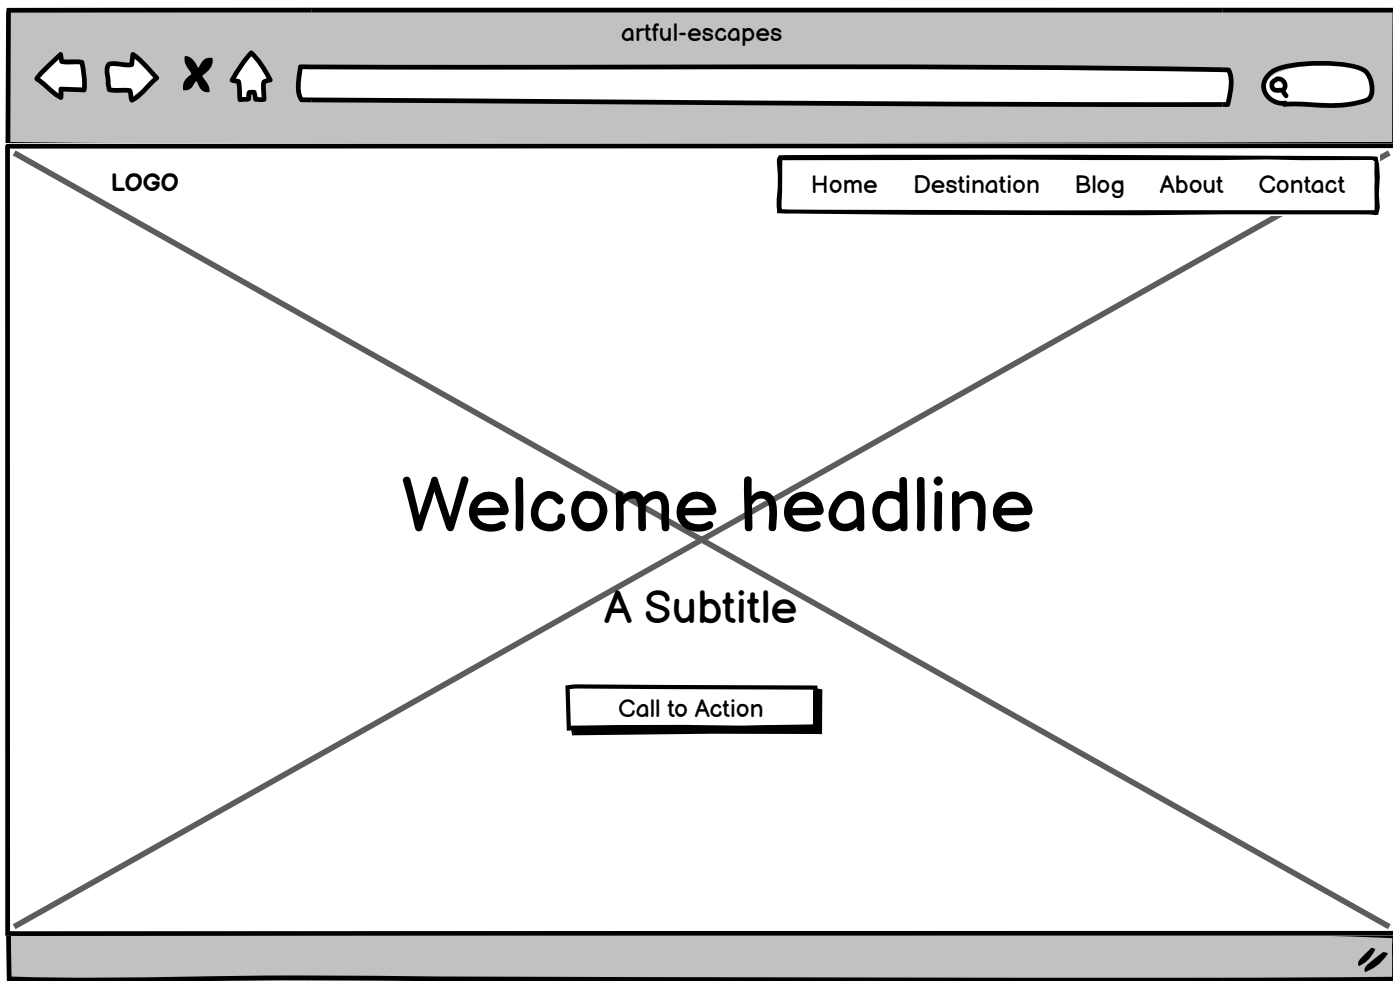 artful-escapes
LOGO
Home Destination Blog About Contact
Welcome headline
A Subtitle
Call to Action